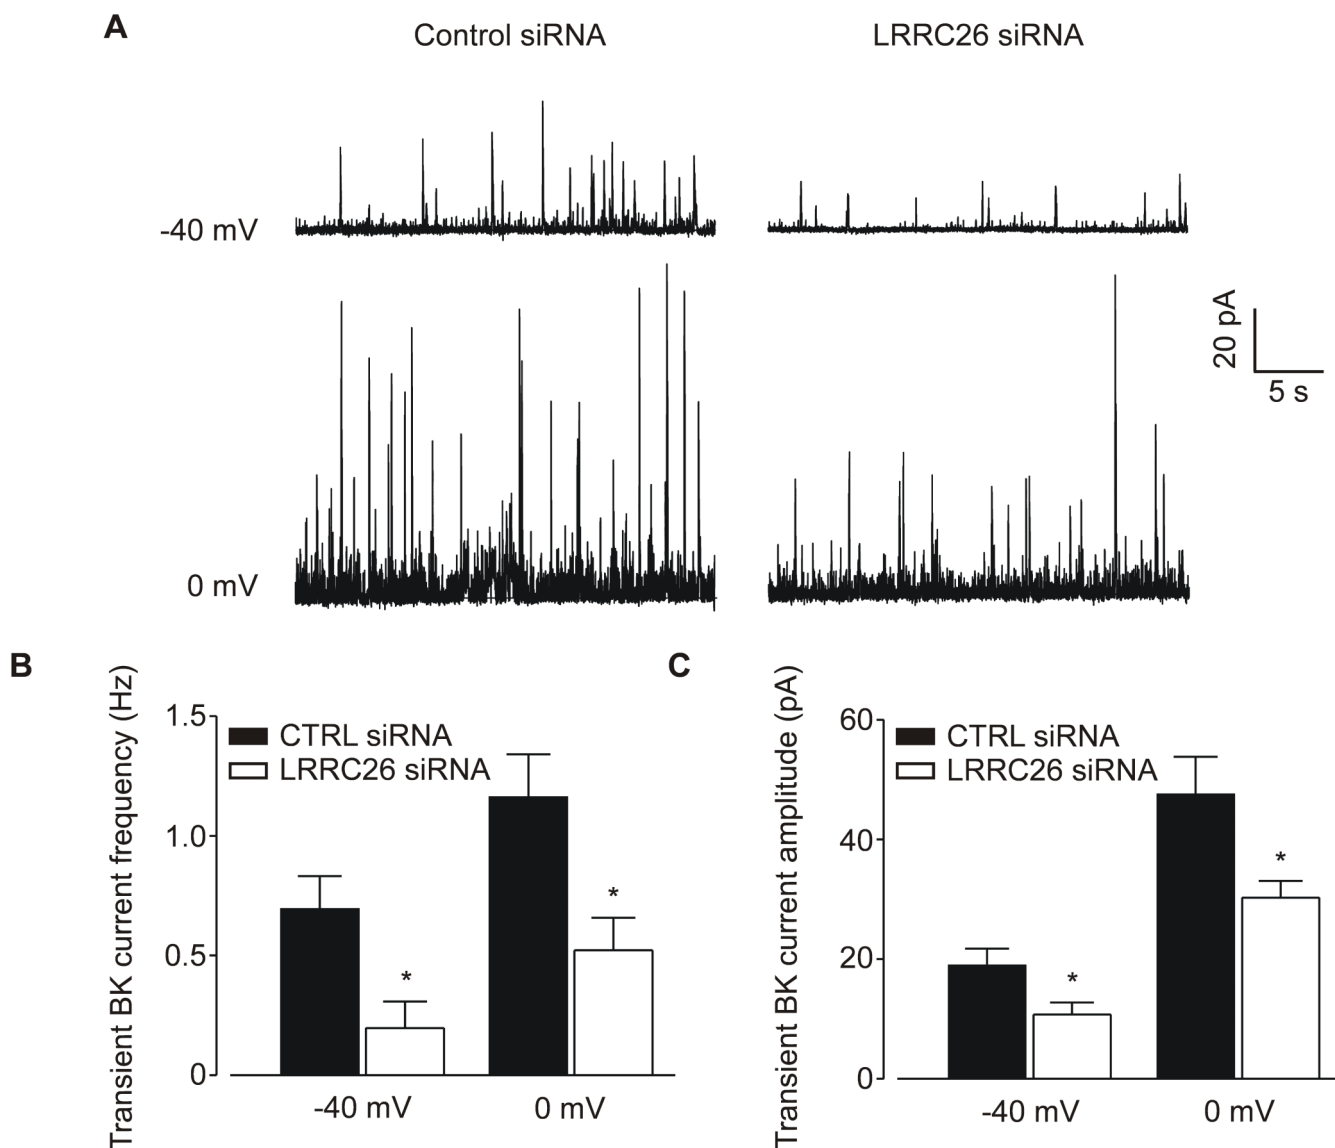 A
Control siRNA
LRRC26 siRNA
-40 mV
0 mV
20 pA
5 s
B
Transient BK current frequency (Hz)
1.5
1.0
0.5
0
CTRL siRNA
LRRC26 siRNA
*
*
-40 mV
0 mV
C
Transient BK current amplitude (pA)
60
40
20
0
CTRL siRNA
LRRC26 siRNA
*
*
-40 mV
0 mV